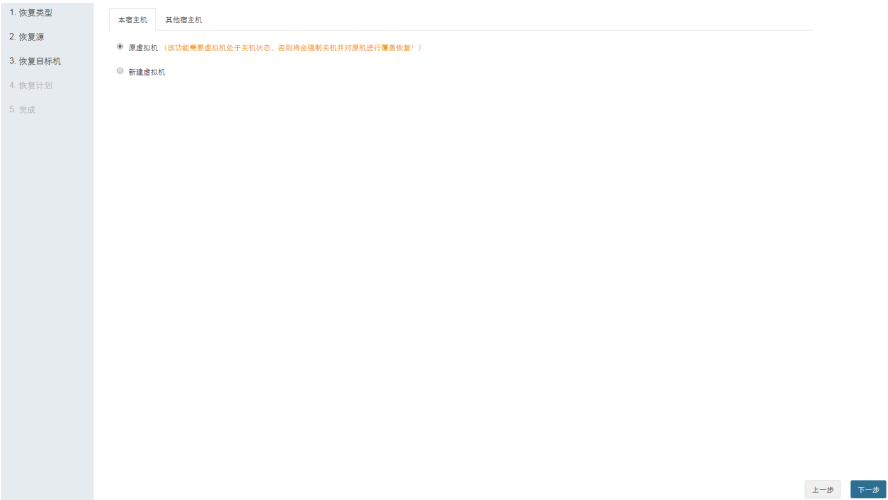 1. 恢复类型
2. 恢复源
3. 恢复目标机
4. 恢复计划
5. 完成
本宿主机 其他宿主机
原虚拟机 （该功能需要虚拟机处于关机状态，否则将会强制关机并对原机进行覆盖恢复！）
新建虚拟机
上一步 下一步